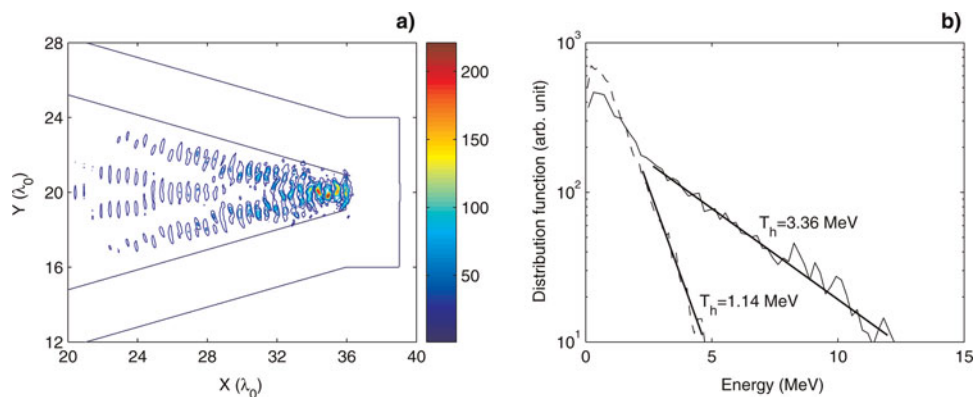 a)
28
24
20
16
12
20 24 28 32 36 40
Y (λ₀)
X (λ₀)
200
150
100
50
b)
10³
10²
10¹
0 5 10 15
Distribution function (arb. unit)
Energy (MeV)
Tₕ=3.36 MeV
Tₕ=1.14 MeV